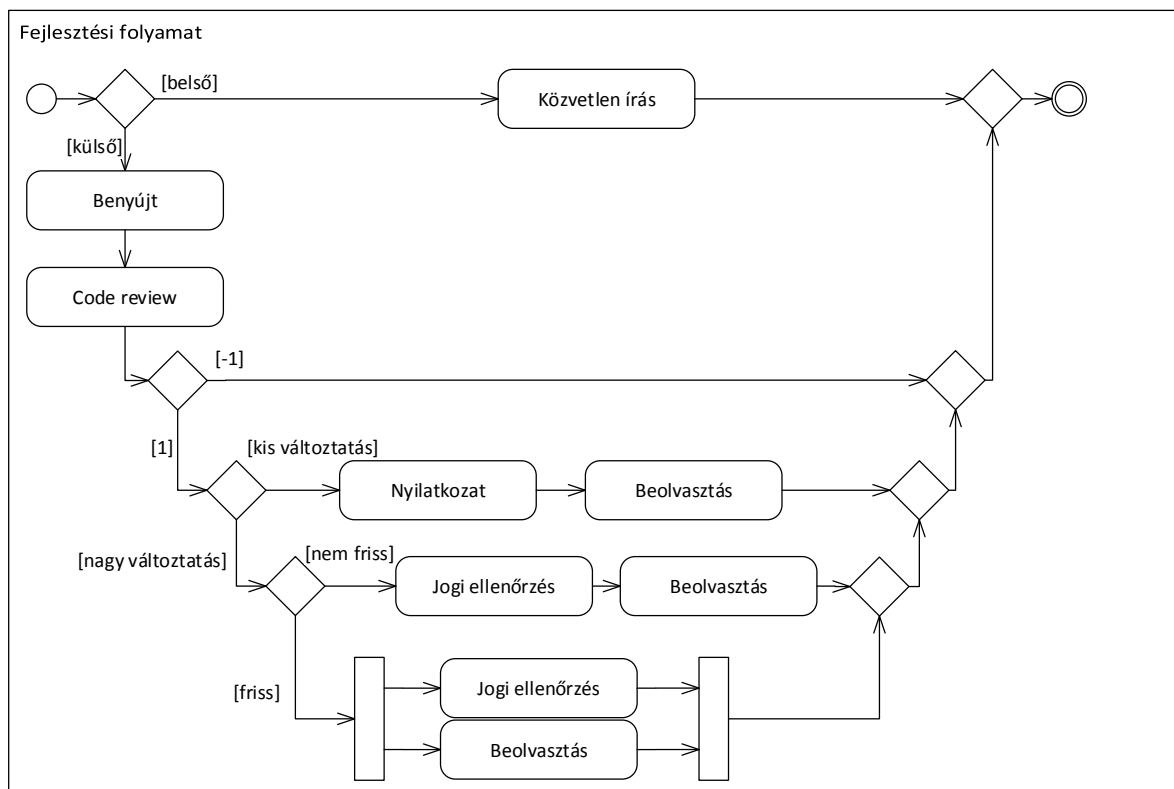 Fejlesztési folyamat
[belső]
Közvetlen írás
[külső]
Benyújt
Code review
[-1]
[1]
[kis változtatás]
Nyilatkozat
Beolvasztás
[nagy változtatás]
[nem friss]
Jogi ellenőrzés
Beolvasztás
[friss]
Jogi ellenőrzés
Beolvasztás